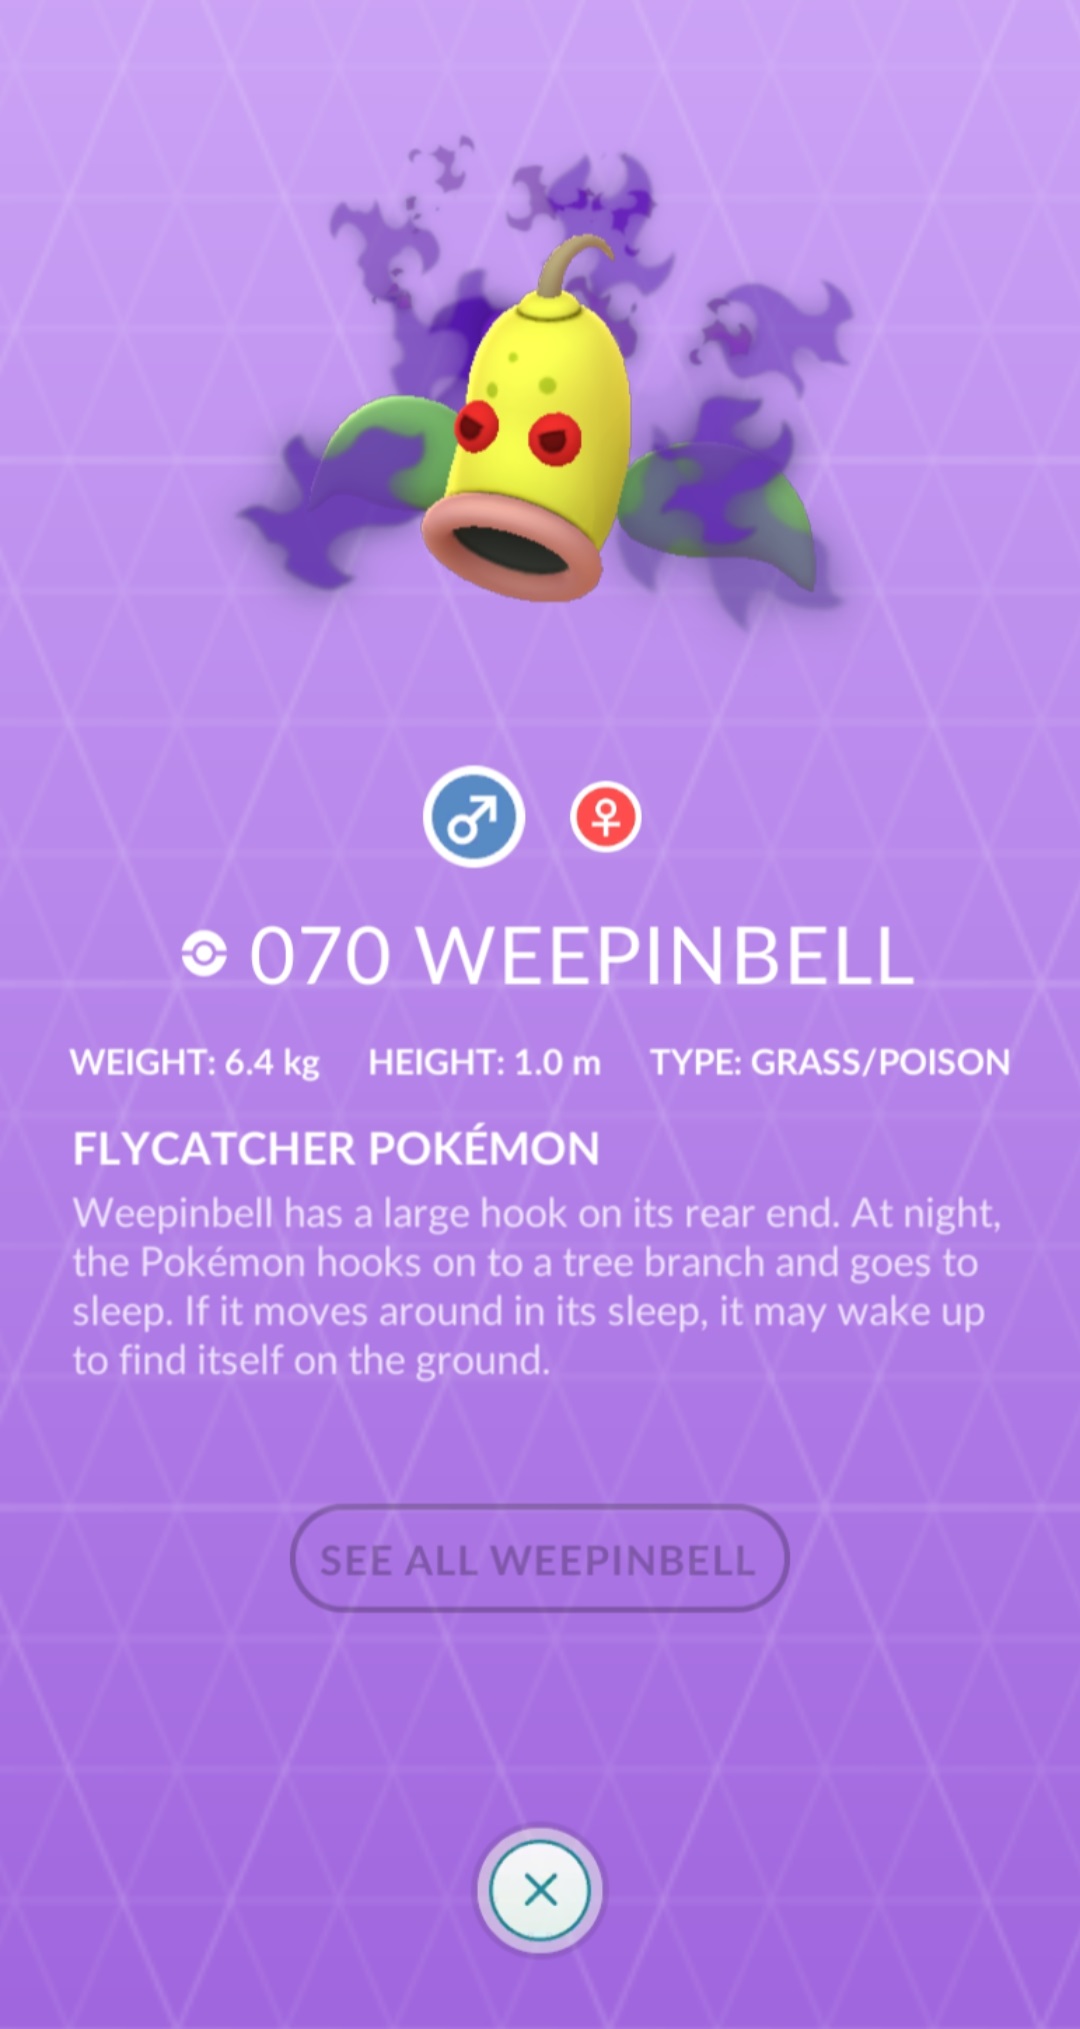 070 WEEPINBELL
WEIGHT: 6.4 kg HEIGHT: 1.0 m TYPE: GRASS/POISON
FLYCATCHER POKÉMON
Weepinbell has a large hook on its rear end. At night,
the Pokémon hooks on to a tree branch and goes to
sleep. If it moves around in its sleep, it may wake up
to find itself on the ground.
SEE ALL WEEPINBELL